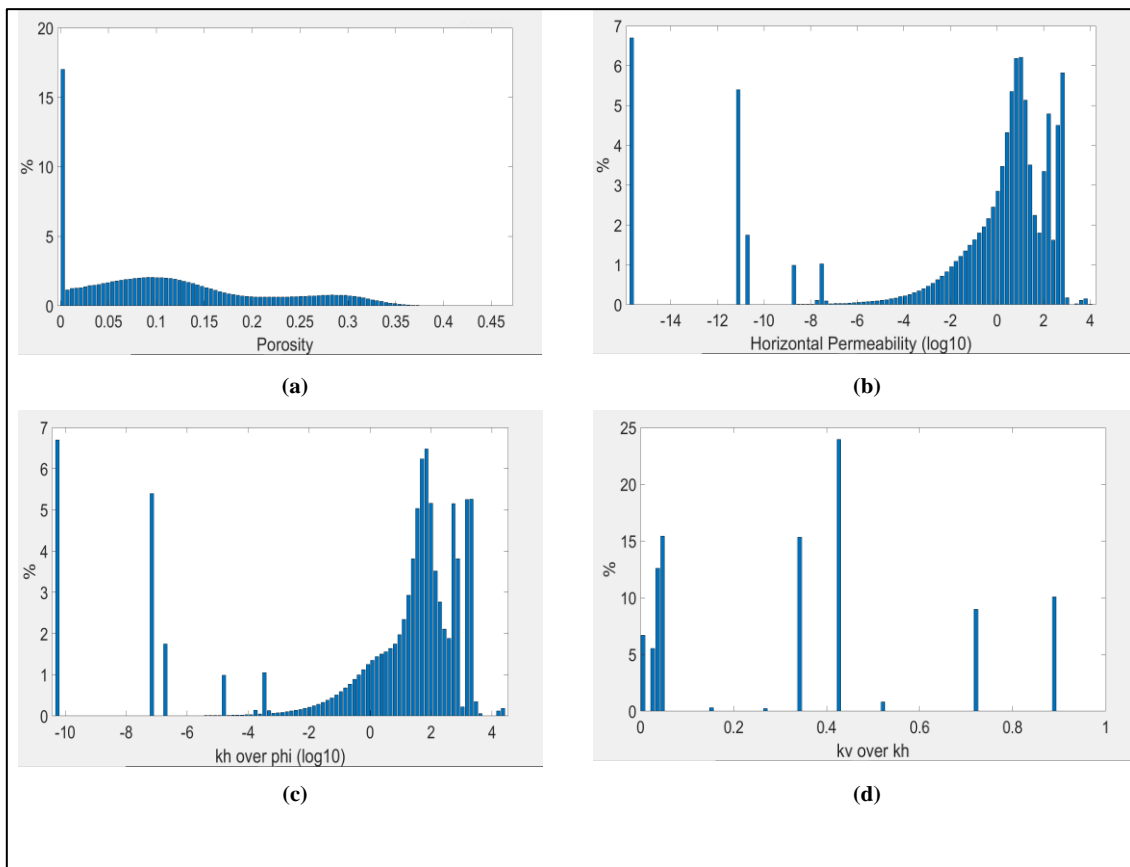 20
15
10
5
0
%
0 0.05 0.1 0.15 0.2 0.25 0.3 0.35 0.4 0.45
Porosity
(a)
7
6
5
4
3
2
1
0
%
-14 -12 -10 -8 -6 -4 -2 0 2 4
Horizontal Permeability (log10)
(b)
7
6
5
4
3
2
1
0
%
-10 -8 -6 -4 -2 0 2 4
kh over phi (log10)
(c)
25
20
15
10
5
0
%
0 0.2 0.4 0.6 0.8 1
kv over kh
(d)